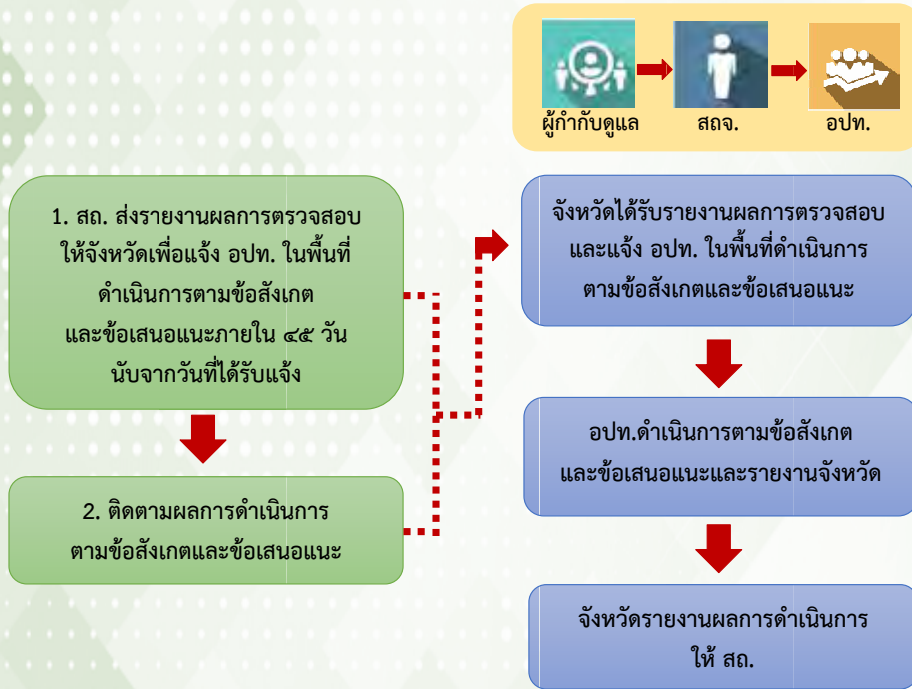 ผู้กำกับดูแล
สถจ.
อปท.
1. สถ. ส่งรายงานผลการตรวจสอบ
ให้จังหวัดเพื่อแจ้ง อปท. ในพื้นที่
ดำเนินการตามข้อสังเกต
และข้อเสนอแนะภายใน ๔๕ วัน
นับจากวันที่ได้รับแจ้ง
2. ติดตามผลการดำเนินการ
ตามข้อสังเกตและข้อเสนอแนะ
จังหวัดได้รับรายงานผลการตรวจสอบ
และแจ้ง อปท. ในพื้นที่ดำเนินการ
ตามข้อสังเกตและข้อเสนอแนะ
อปท.ดำเนินการตามข้อสังเกต
และข้อเสนอแนะและรายงานจังหวัด
จังหวัดรายงานผลการดำเนินการ
ให้ สถ.